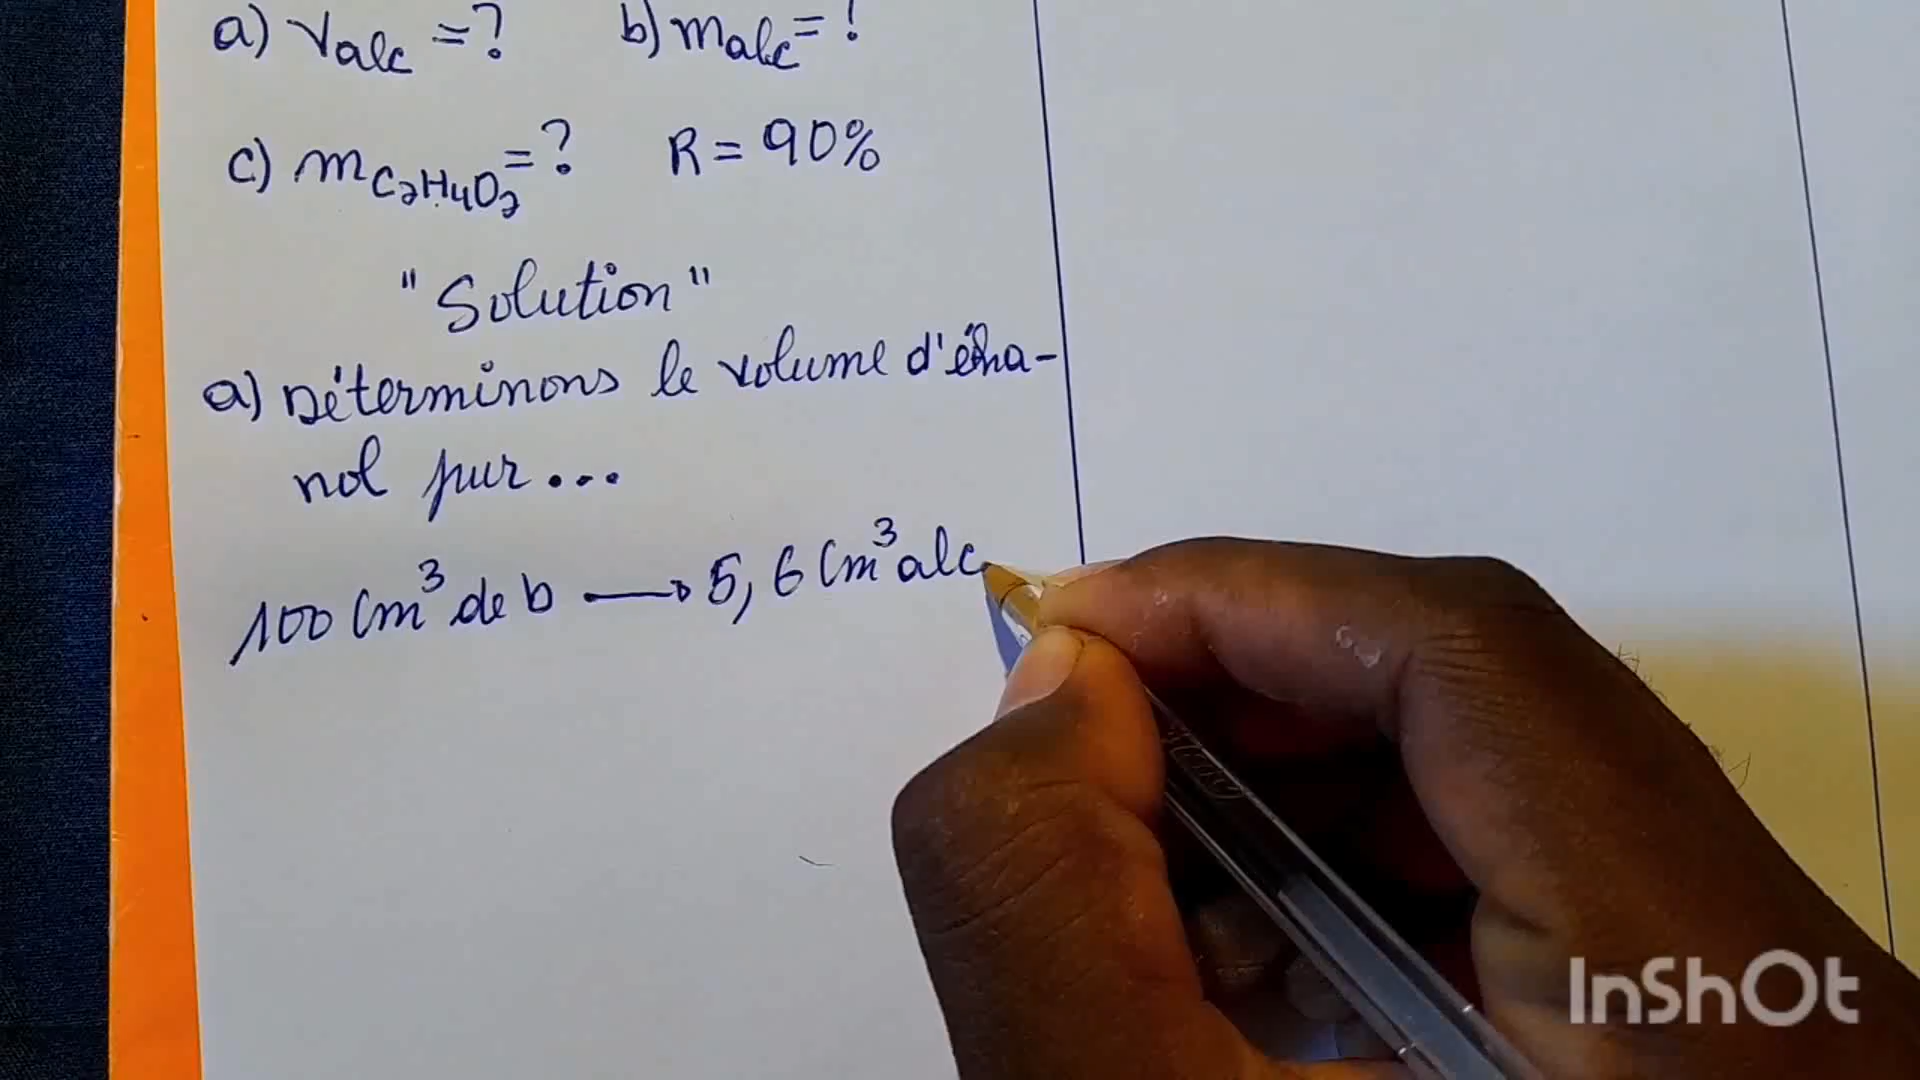 a) Valc = ? b) malc = ?
c) mC2H4O2 = ? R = 90%
"Solution"
a) Déterminons le volume d'étha-
nol pur...
100 Cm³ de b → 5,6 Cm³ alc
InShOt